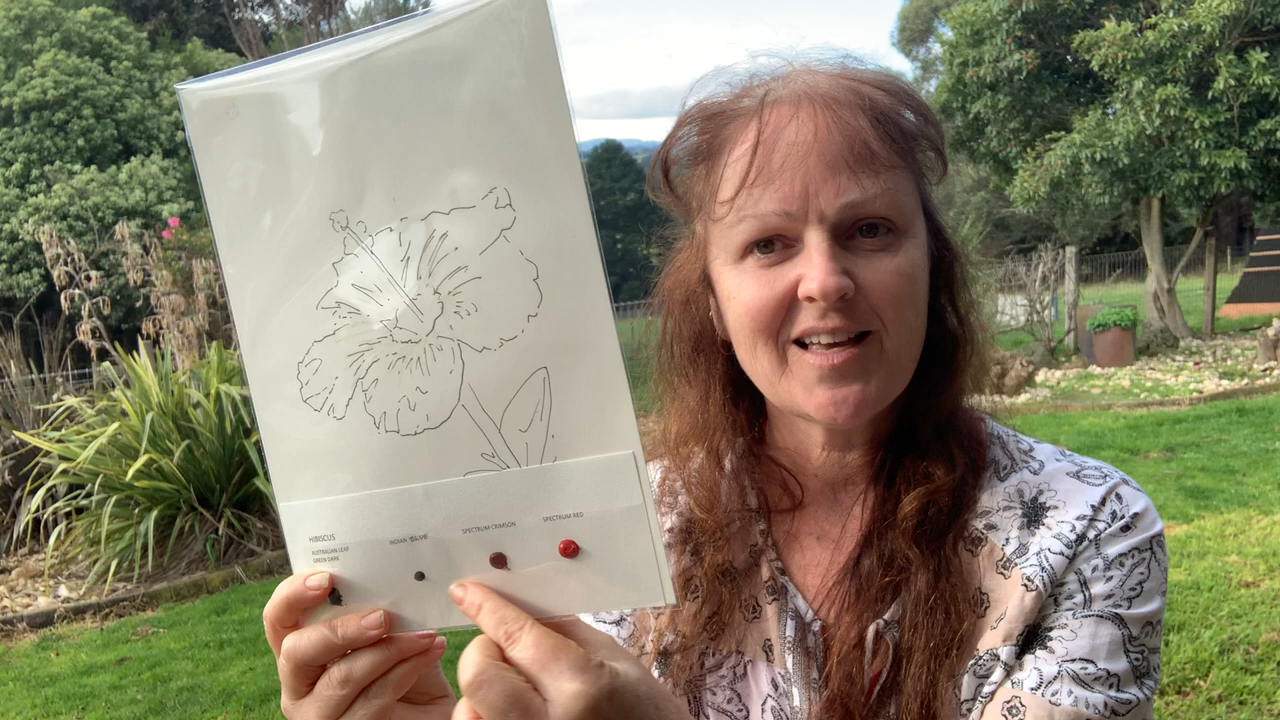 HIBISCUS
AUSTRALIAN LEAF
GREEN DARK
INDIAN
SPECTRUM CRIMSON
SPECTRUM RED